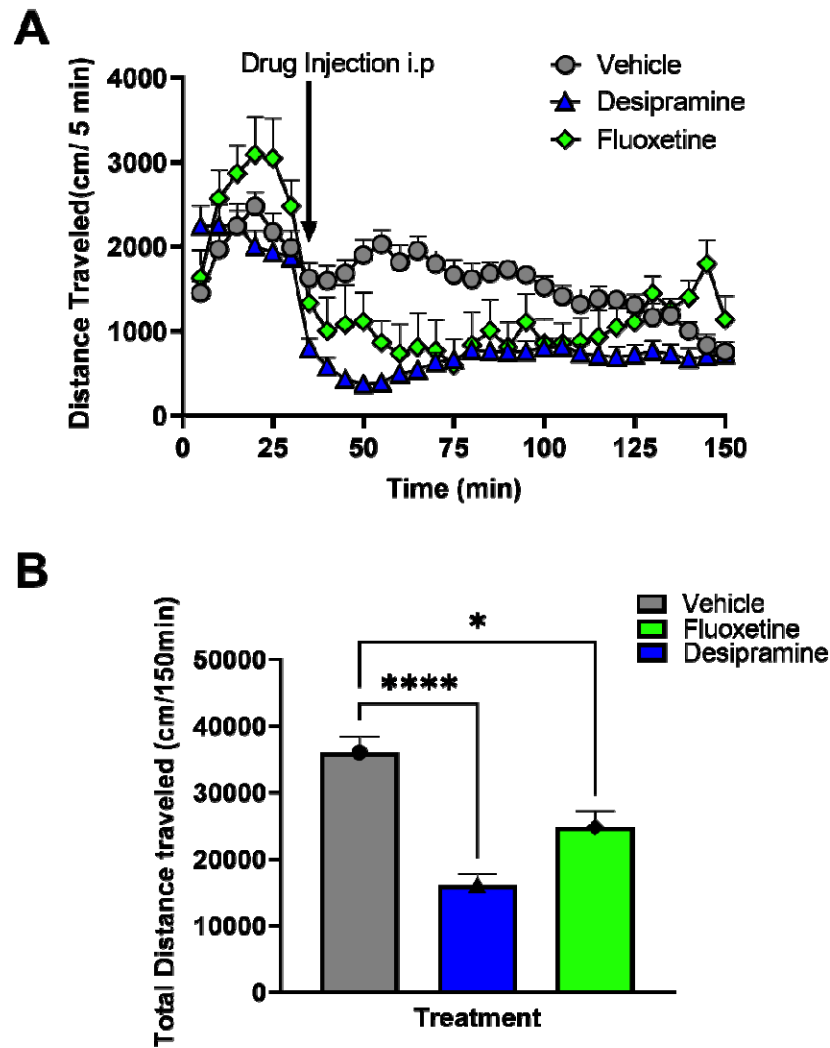 A
Drug Injection i.p
Vehicle
Desipramine
Fluoxetine
Distance Traveled(cm/ 5 min)
4000
3000
2000
1000
0
0 25 50 75 100 125 150
Time (min)
B
Vehicle
Fluoxetine
Desipramine
Total Distance traveled (cm/150min)
*
****
50000
40000
30000
20000
10000
0
Treatment